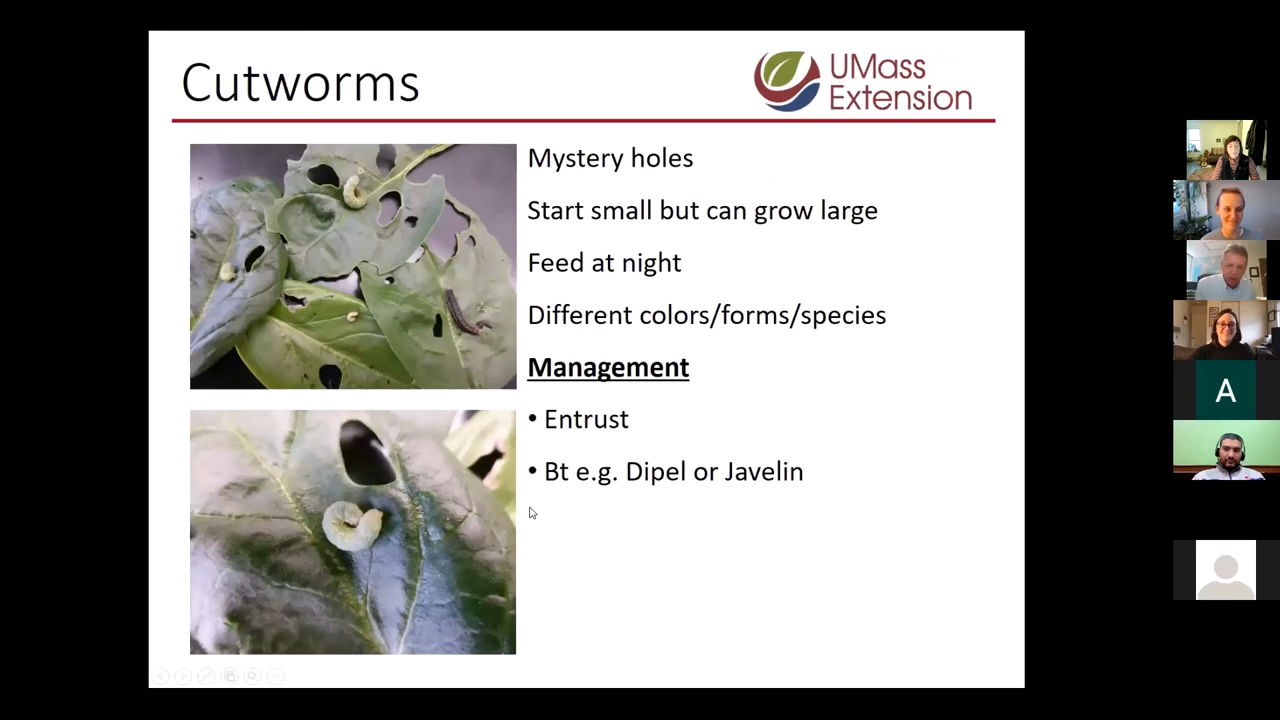 Cutworms
UMass
Extension
Mystery holes
Start small but can grow large
Feed at night
Different colors/forms/species
Management
• Entrust
• Bt e.g. Dipel or Javelin
A